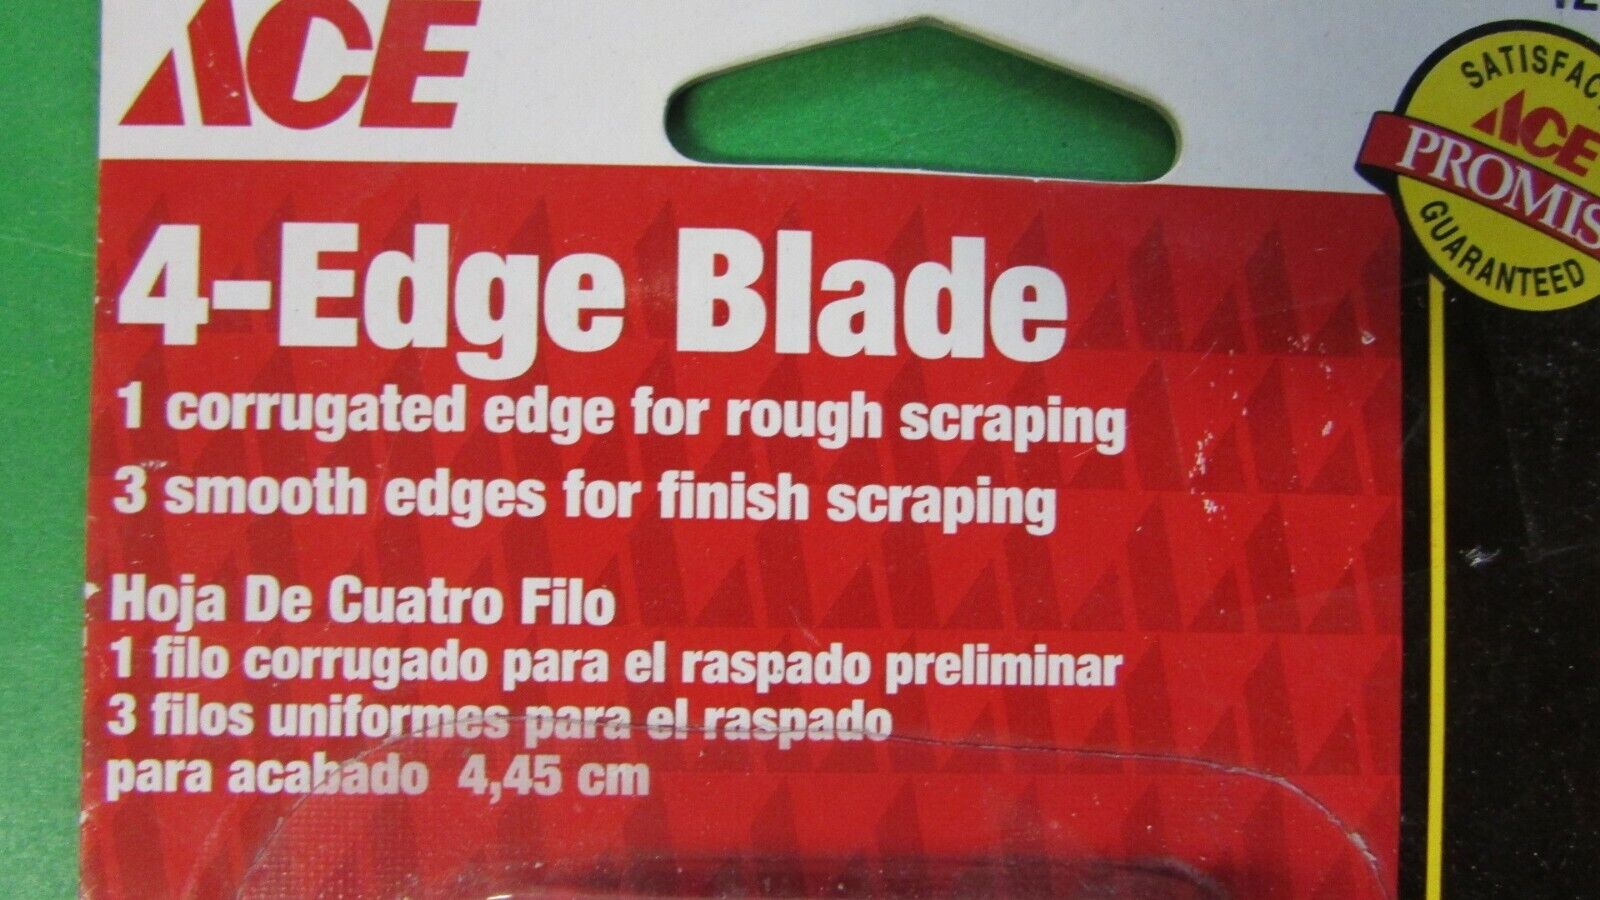 ACE
4-Edge Blade
1 corrugated edge for rough scraping
3 smooth edges for finish scraping
Hoja De Cuatro Filo
1 filo corrugado para el raspado preliminar
3 filos uniformes para el raspado
para acabado 4,45 cm
ACE
PROMIS
GUARANTEED